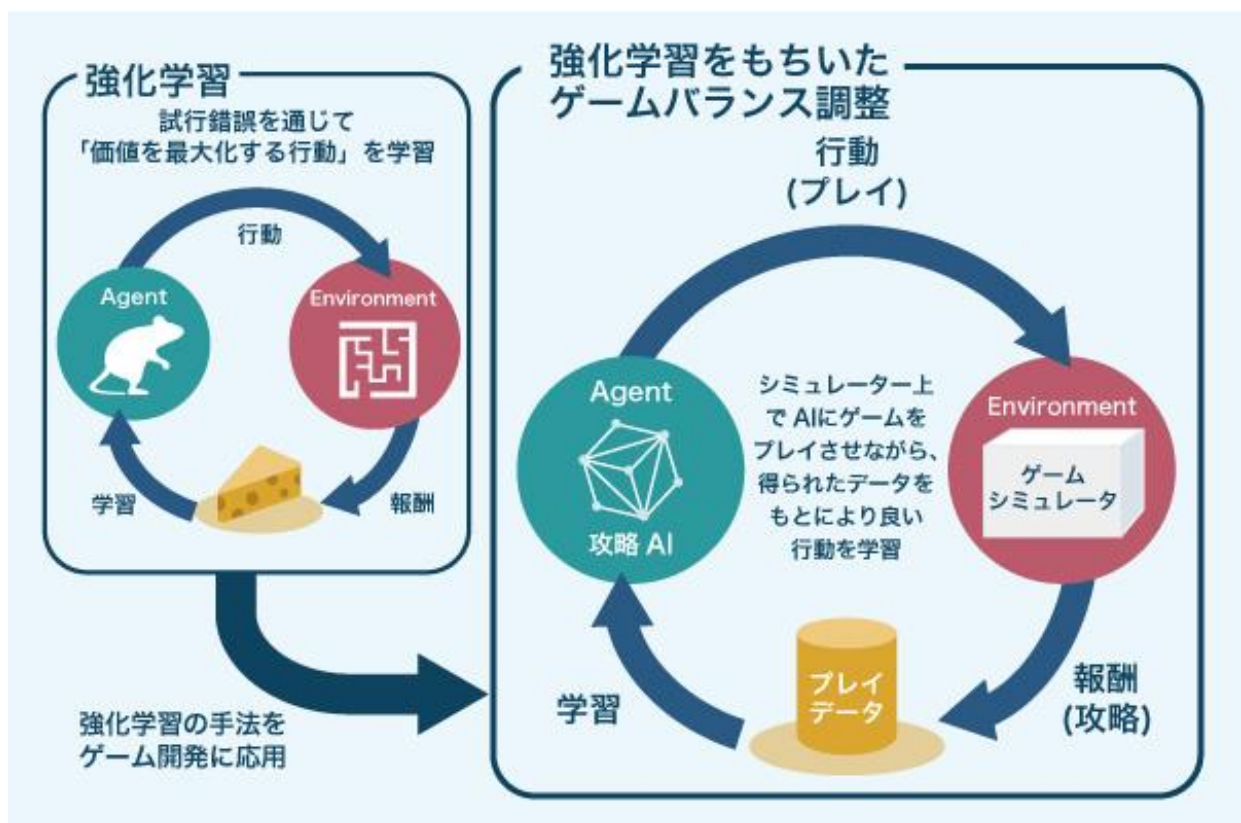 強化学習
試行錯誤を通じて
「価値を最大化する行動」を学習
行動
Agent
Environment
学習
報酬
強化学習の手法を
ゲーム開発に応用
強化学習をもちいた
ゲームバランス調整
行動
(プレイ)
Agent
攻略 AI
シミュレーター上
で AIにゲームを
プレイさせながら、
得られたデータを
もとにより良い
行動を学習
Environment
ゲーム
シミュレータ
学習
プレイ
データ
報酬
(攻略)